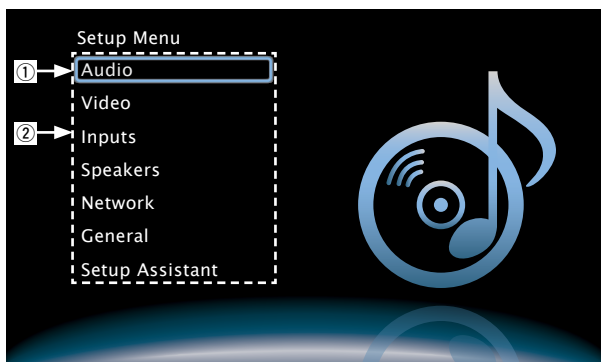 Setup Menu
① Audio
Video
② Inputs
Speakers
Network
General
Setup Assistant